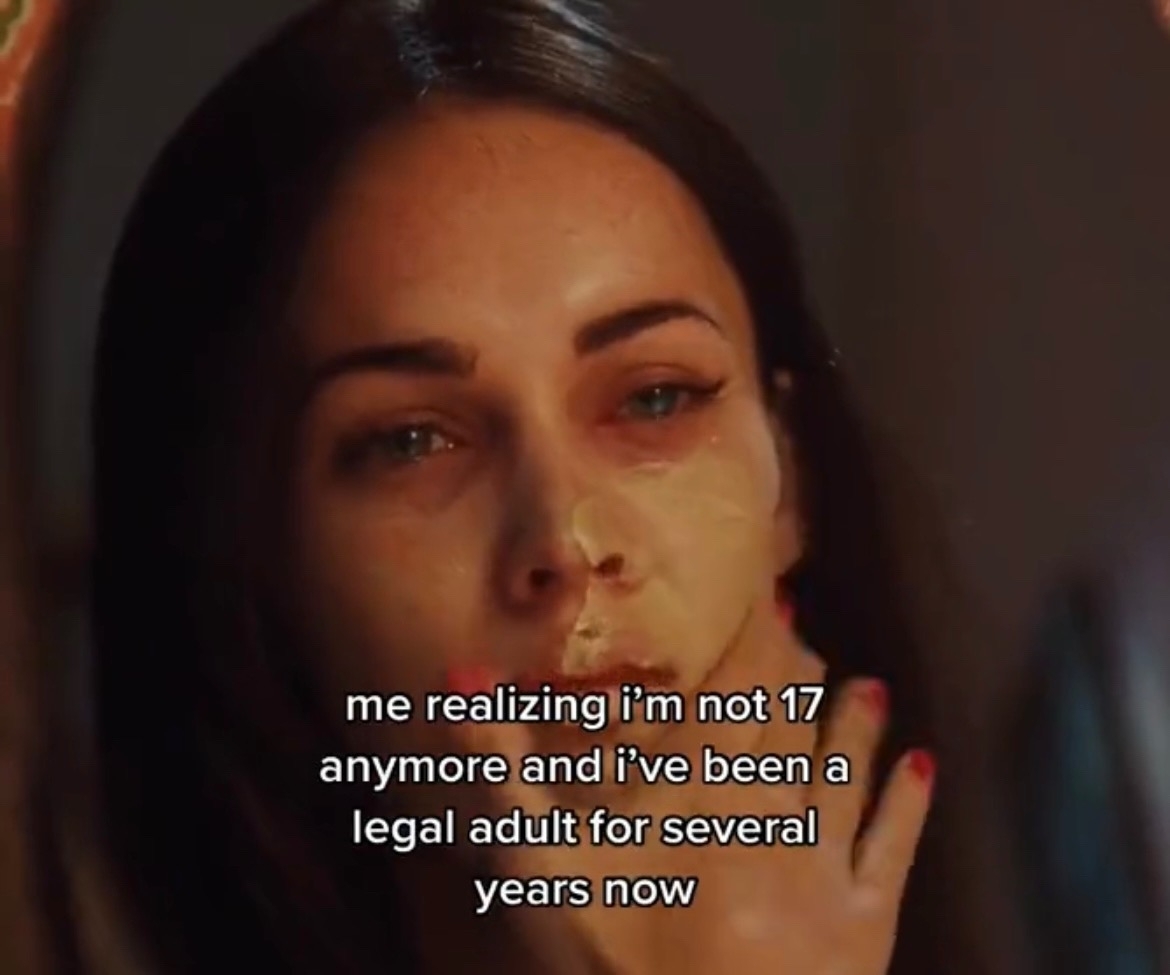 me realizing i'm not 17
anymore and i've been a
legal adult for several
years now